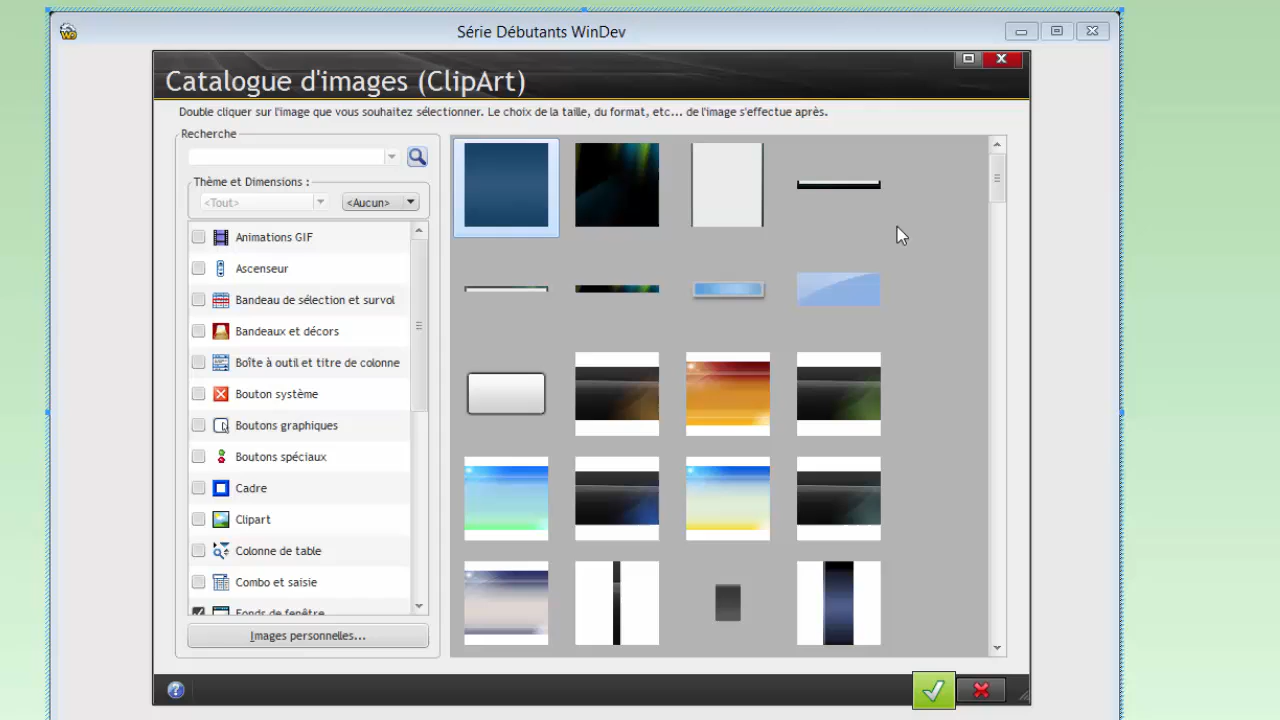 Série Débutants WinDev
Catalogue d'images (ClipArt)
Double cliquer sur l'image que vous souhaitez sélectionner. Le choix de la taille, du format, etc... de l'image s'effectue après.
Recherche
Thème et Dimensions :
<Tout>
<Aucun>
Animations GIF
Ascenseur
Bandeau de sélection et survol
Bandeaux et décors
Boîte à outil et titre de colonne
Bouton système
Boutons graphiques
Boutons spéciaux
Cadre
Clipart
Colonne de table
Combo et saisie
Fonds de fenêtre
Images personnelles...